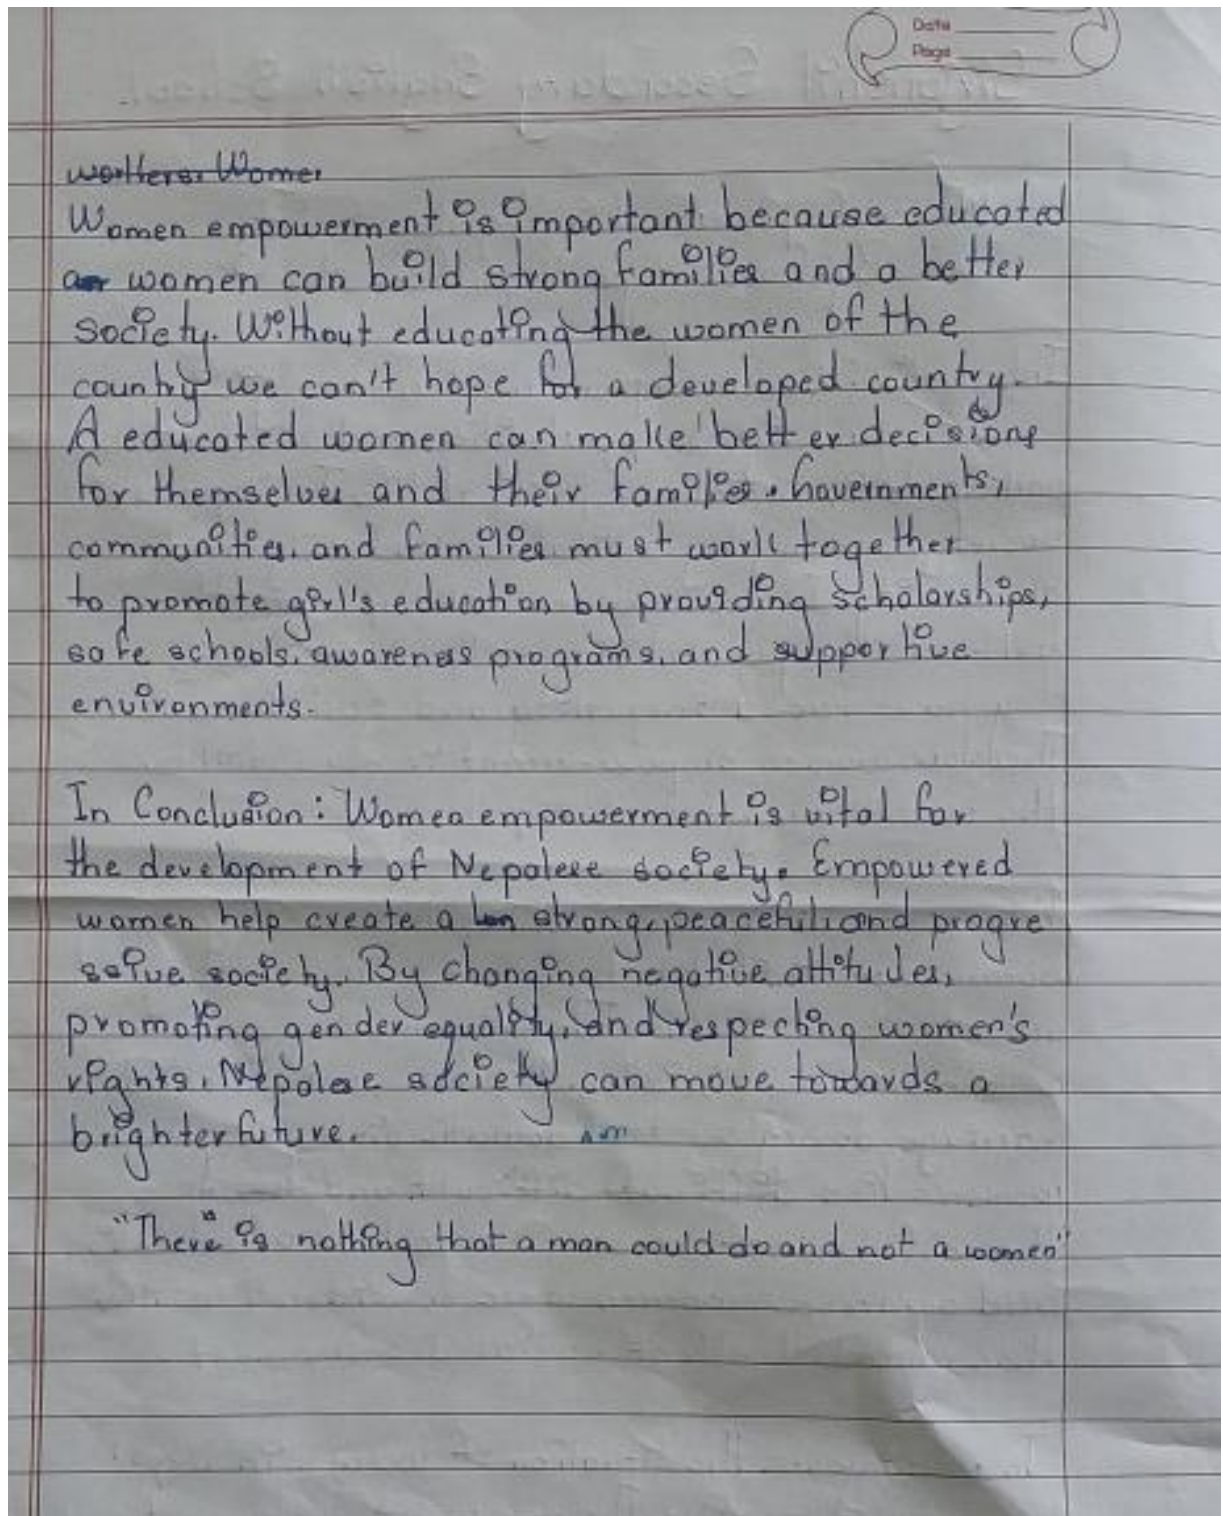 Date
Page
Women empowerment is important because educated
women can build strong families and a better
society. Without educating the women of the
country we can't hope for a developed country.
A educated women can make better decisions
for themselves and their families. Governments,
communities, and families must work together
to promote girl's education by providing scholarships,
safe schools, awareness programs, and supportive
environments.
In Conclusion: Women empowerment is vital for
the development of Nepalese society. Empowered
women help create a strong, peaceful, and progre
ssive society. By changing negative attitudes,
promoting gender equality, and respecting women's
rights, Nepalese society can move towards a
brighter future.
"There is nothing that a man could do and not a women"